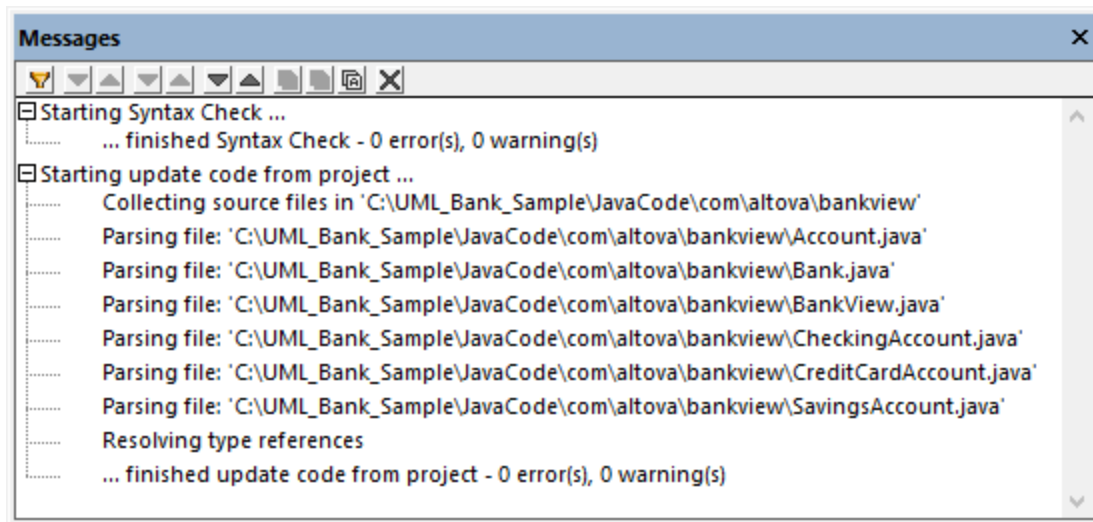 Messages
Starting Syntax Check ...
... finished Syntax Check - 0 error(s), 0 warning(s)
Starting update code from project ...
Collecting source files in 'C:\UML_Bank_Sample\JavaCode\com\altova\bankview'
Parsing file: 'C:\UML_Bank_Sample\JavaCode\com\altova\bankview\Account.java'
Parsing file: 'C:\UML_Bank_Sample\JavaCode\com\altova\bankview\Bank.java'
Parsing file: 'C:\UML_Bank_Sample\JavaCode\com\altova\bankview\BankView.java'
Parsing file: 'C:\UML_Bank_Sample\JavaCode\com\altova\bankview\CheckingAccount.java'
Parsing file: 'C:\UML_Bank_Sample\JavaCode\com\altova\bankview\CreditCardAccount.java'
Parsing file: 'C:\UML_Bank_Sample\JavaCode\com\altova\bankview\SavingsAccount.java'
Resolving type references
... finished update code from project - 0 error(s), 0 warning(s)